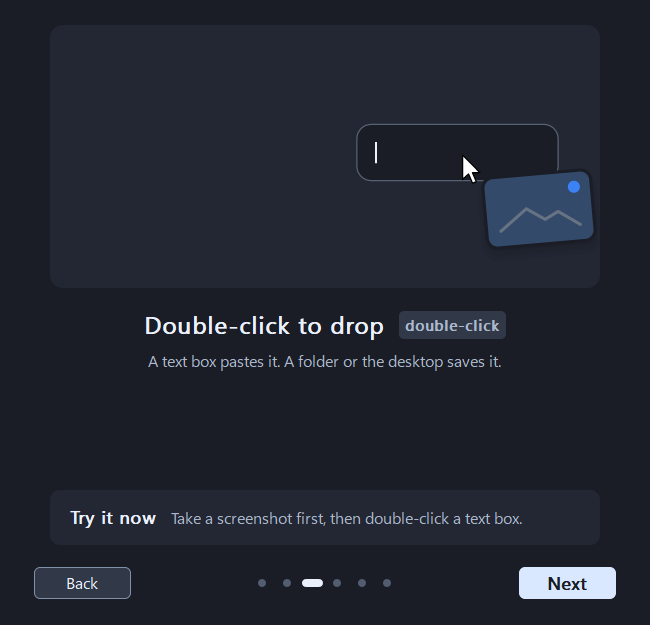 Double-click to drop double-click
A text box pastes it. A folder or the desktop saves it.
Try it now Take a screenshot first, then double-click a text box.
Back Next